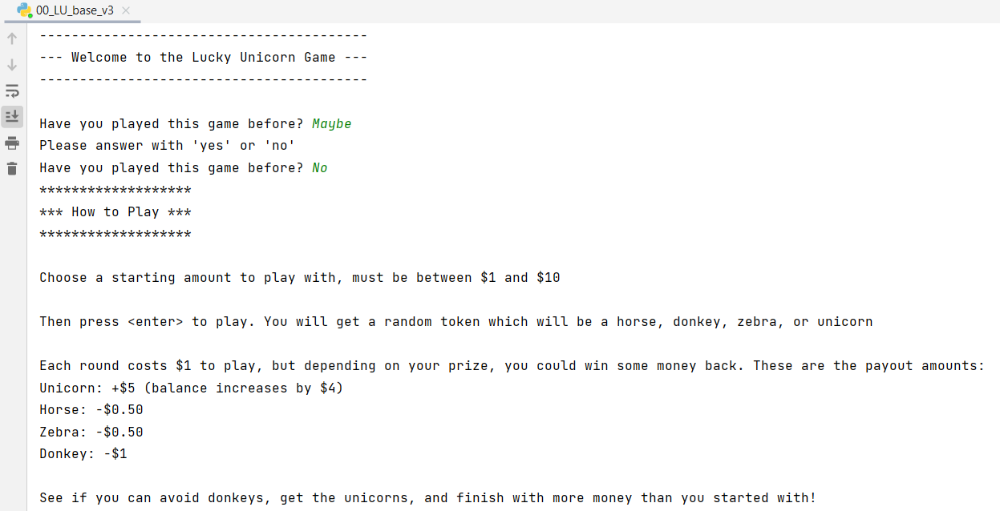 00_LU_base_v3
-----------------------------------------
--- Welcome to the Lucky Unicorn Game ---
-----------------------------------------
Have you played this game before? Maybe
Please answer with 'yes' or 'no'
Have you played this game before? No
*******************
*** How to Play ***
*******************
Choose a starting amount to play with, must be between $1 and $10
Then press <enter> to play. You will get a random token which will be a horse, donkey, zebra, or unicorn
Each round costs $1 to play, but depending on your prize, you could win some money back. These are the payout amounts:
Unicorn: +$5 (balance increases by $4)
Horse: -$0.50
Zebra: -$0.50
Donkey: -$1
See if you can avoid donkeys, get the unicorns, and finish with more money than you started with!